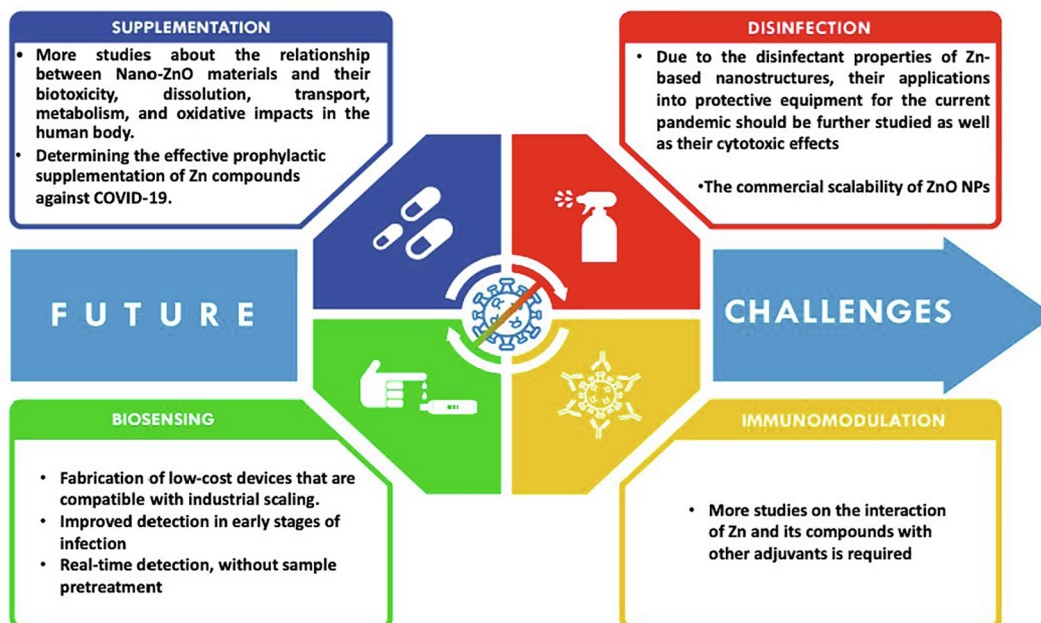 SUPPLEMENTATION
• More studies about the relationship
between Nano-ZnO materials and their
biotoxicity, dissolution, transport,
metabolism, and oxidative impacts in the
human body.
• Determining the effective prophylactic
supplementation of Zn compounds
against COVID-19.
DISINFECTION
• Due to the disinfectant properties of Zn-
based nanostructures, their applications
into protective equipment for the current
pandemic should be further studied as well
as their cytotoxic effects
•The commercial scalability of ZnO NPs
FUTURE
CHALLENGES
BIOSENSING
• Fabrication of low-cost devices that are
compatible with industrial scaling.
• Improved detection in early stages of
infection
• Real-time detection, without sample
pretreatment
IMMUNOMODULATION
• More studies on the interaction
of Zn and its compounds with
other adjuvants is required